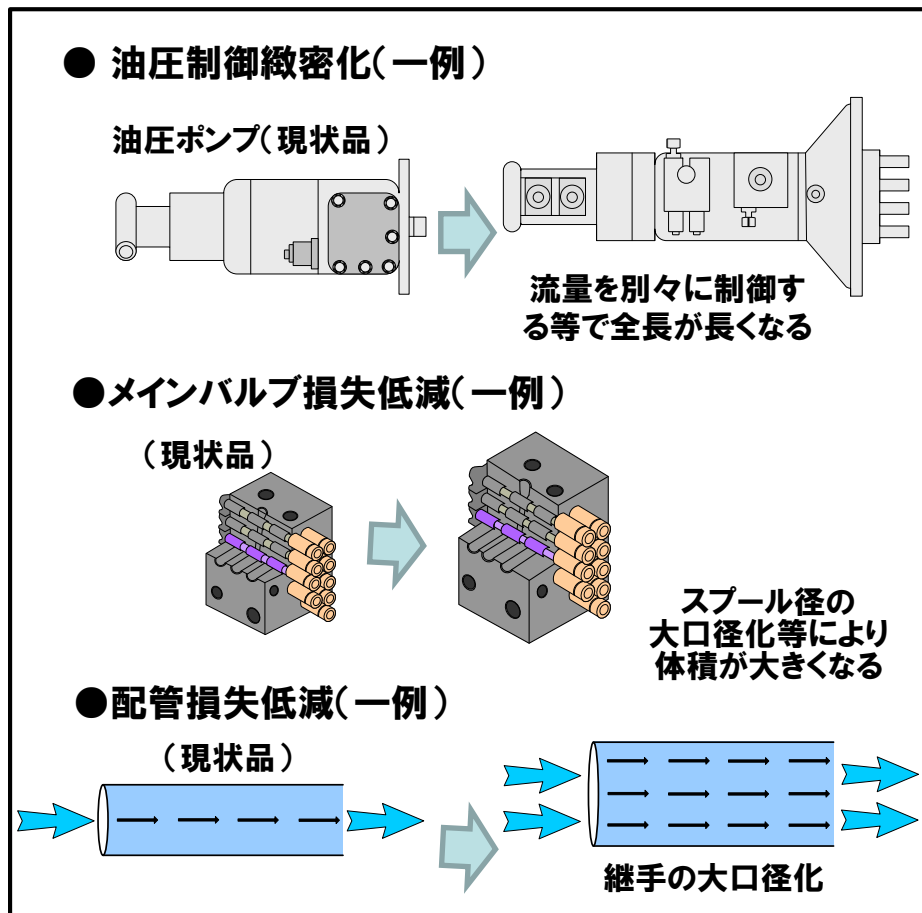 ● 油圧制御緻密化(一例)
油圧ポンプ(現状品)
流量を別々に制御す
る等で全長が長くなる
●メインバルブ損失低減(一例)
(現状品)
スプール径の
大口径化等により
体積が大きくなる
●配管損失低減(一例)
(現状品)
継手の大口径化